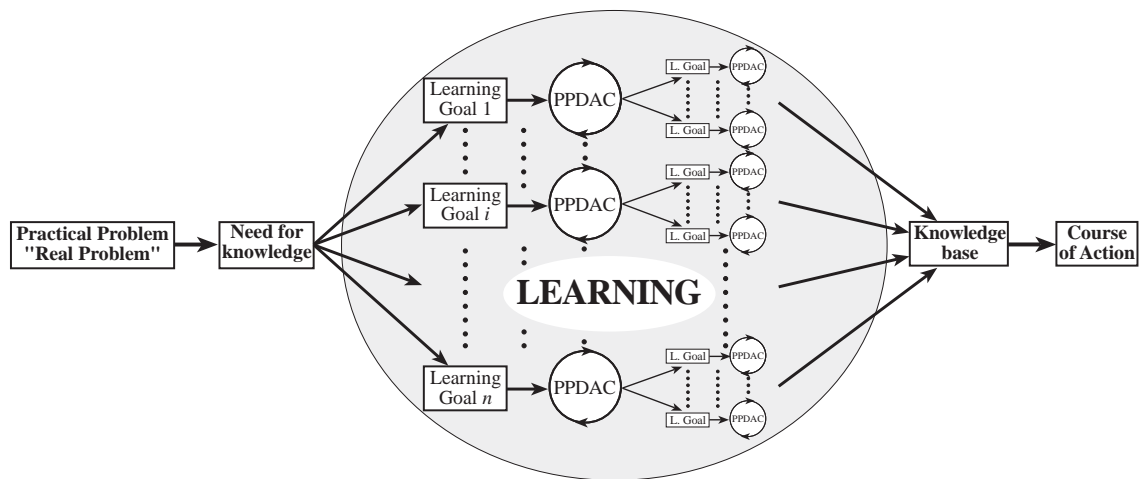 Practical Problem
"Real Problem"
Need for
knowledge
Learning
Goal 1
PPDAC
L. Goal
PPDAC
L. Goal
PPDAC
Learning
Goal i
PPDAC
L. Goal
PPDAC
L. Goal
PPDAC
LEARNING
Learning
Goal n
PPDAC
L. Goal
PPDAC
L. Goal
PPDAC
Knowledge
base
Course
of Action